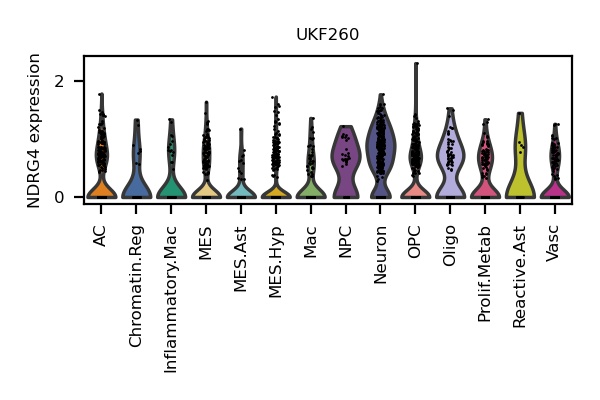 UKF260
NDRG4 expression
2
0
AC
Chromatin.Reg
Inflammatory.Mac
MES
MES.Ast
MES.Hyp
Mac
NPC
Neuron
OPC
Oligo
Prolif.Metab
Reactive.Ast
Vasc